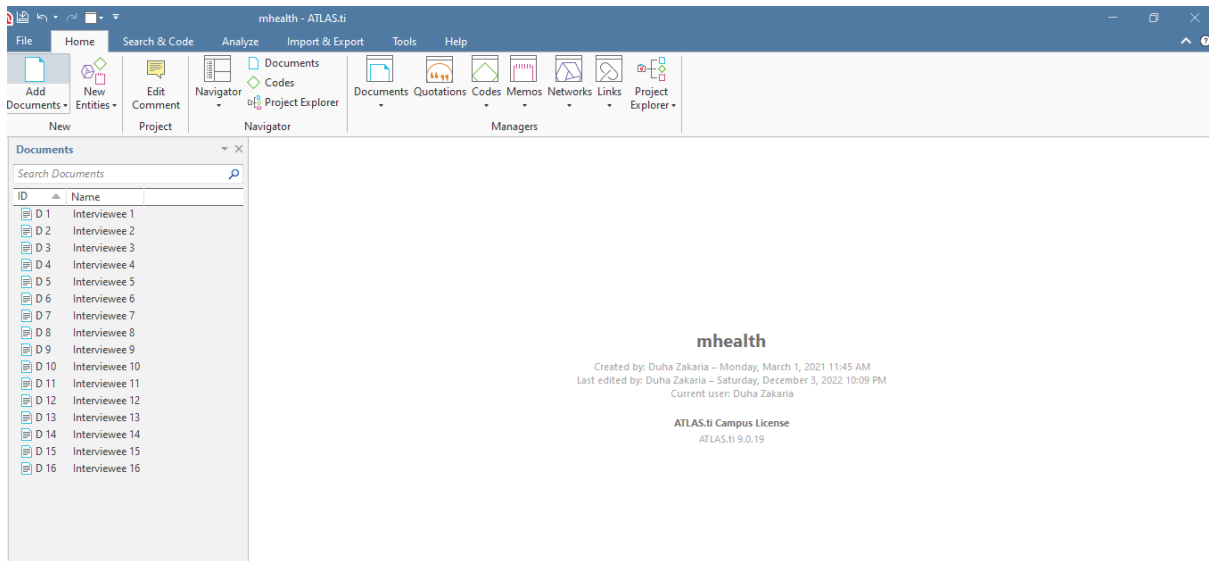 mhealth - ATLAS.ti
File Home Search & Code Analyze Import & Export Tools Help
Add Documents
New Entities
Edit Comment
Navigator
Documents
Codes
Project Explorer
Documents Quotations Codes Memos Networks Links Project Explorer
New Project Navigator Managers
Documents
Search Documents
ID Name
D 1 Interviewee 1
D 2 Interviewee 2
D 3 Interviewee 3
D 4 Interviewee 4
D 5 Interviewee 5
D 6 Interviewee 6
D 7 Interviewee 7
D 8 Interviewee 8
D 9 Interviewee 9
D 10 Interviewee 10
D 11 Interviewee 11
D 12 Interviewee 12
D 13 Interviewee 13
D 14 Interviewee 14
D 15 Interviewee 15
D 16 Interviewee 16
mhealth
Created by: Duha Zakaria – Monday, March 1, 2021 11:45 AM
Last edited by: Duha Zakaria – Saturday, December 3, 2022 10:09 PM
Current user: Duha Zakaria
ATLAS.ti Campus License
ATLAS.ti 9.0.19